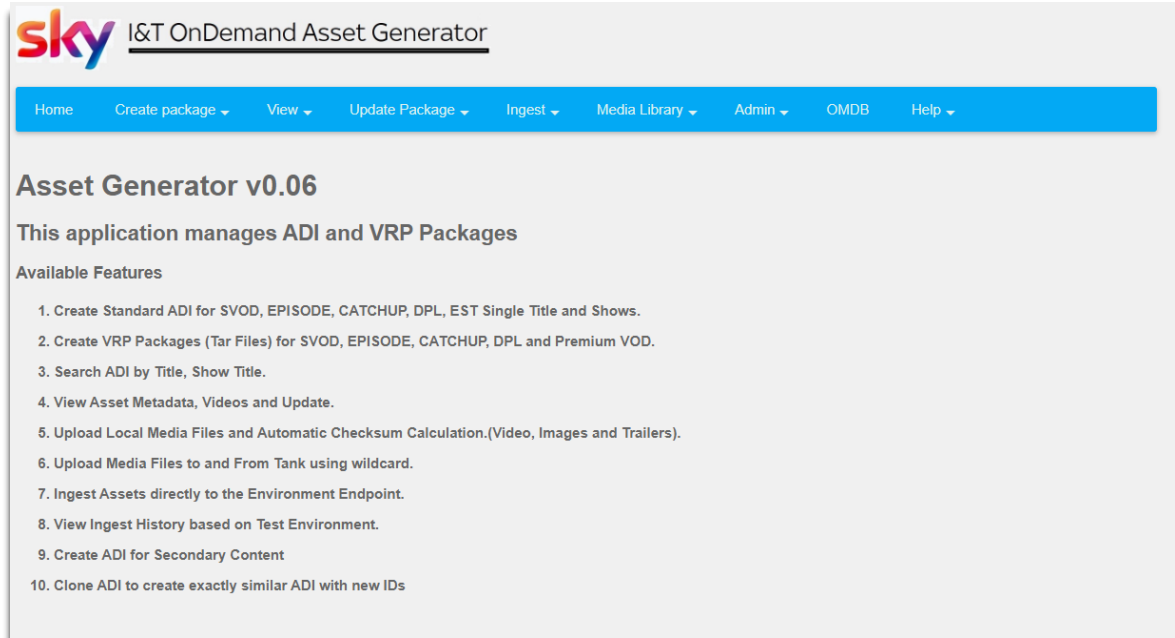 sky I&T OnDemand Asset Generator
Home Create package View Update Package Ingest Media Library Admin OMDB Help
Asset Generator v0.06
This application manages ADI and VRP Packages
Available Features
1. Create Standard ADI for SVOD, EPISODE, CATCHUP, DPL, EST Single Title and Shows.
2. Create VRP Packages (Tar Files) for SVOD, EPISODE, CATCHUP, DPL and Premium VOD.
3. Search ADI by Title, Show Title.
4. View Asset Metadata, Videos and Update.
5. Upload Local Media Files and Automatic Checksum Calculation.(Video, Images and Trailers).
6. Upload Media Files to and From Tank using wildcard.
7. Ingest Assets directly to the Environment Endpoint.
8. View Ingest History based on Test Environment.
9. Create ADI for Secondary Content
10. Clone ADI to create exactly similar ADI with new IDs